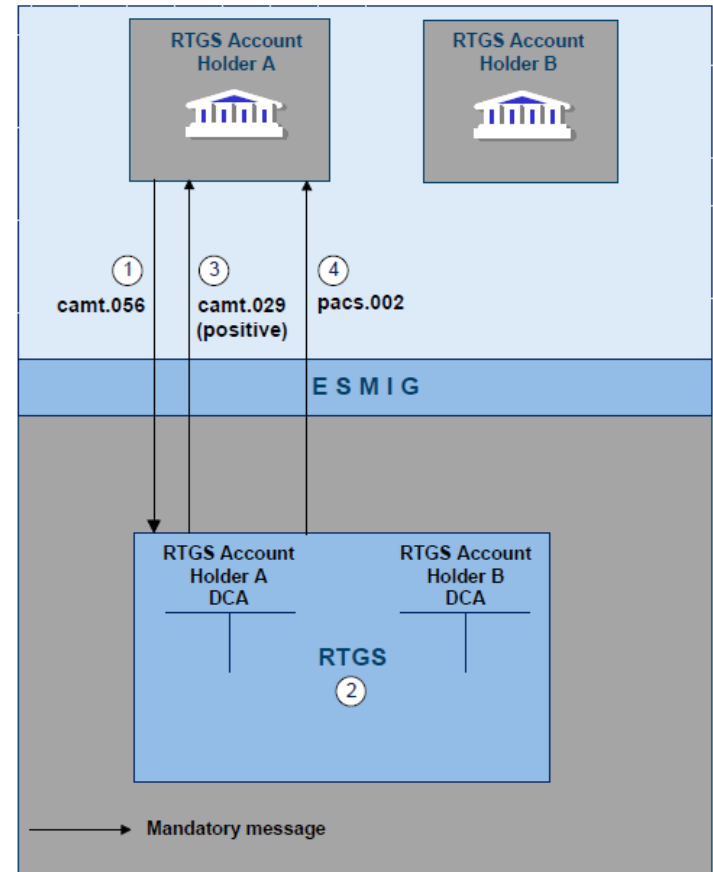 RTGS Account
Holder A
RTGS Account
Holder B
1
3
4
camt.056
camt.029
(positive)
pacs.002
E S M I G
RTGS Account
Holder A
DCA
RTGS Account
Holder B
DCA
RTGS
2
Mandatory message